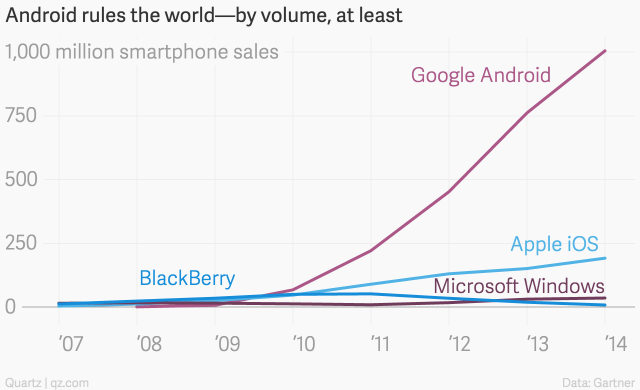 Android rules the world—by volume, at least
1,000 million smartphone sales
Google Android
750
500
250
Apple iOS
BlackBerry
Microsoft Windows
0
’07 ’08 ’09 ’10 ’11 ’12 ’13 ’14
Quartz | qz.com Data: Gartner